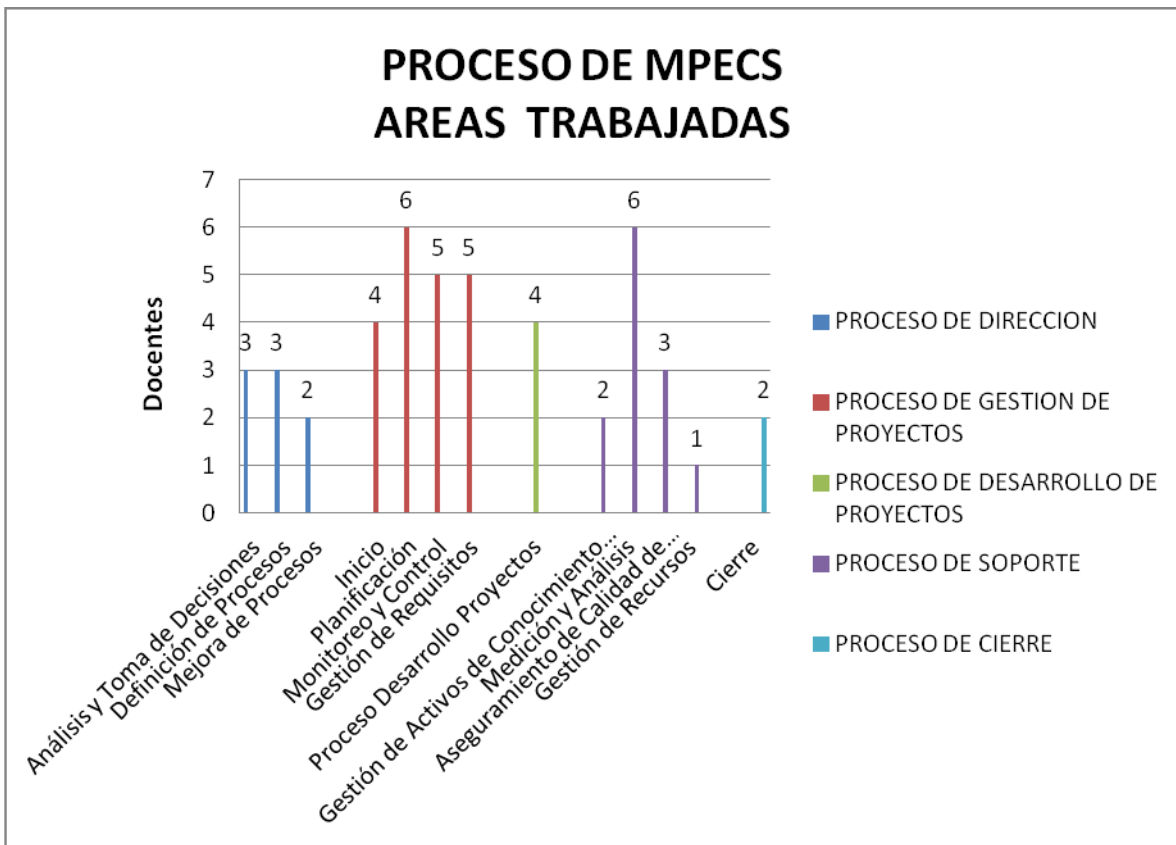 PROCESO DE MPECS
AREAS TRABAJADAS
Docentes
7
6
5
4
3
2
1
0
3
3
2
4
6
5
5
4
2
6
3
1
2
Análisis y Toma de Decisiones
Definición de Procesos
Mejora de Procesos
Inicio
Planificación
Monitoreo y Control
Gestión de Requisitos
Proceso Desarrollo Proyectos
Gestión de Activos de Conocimiento...
Medición y Análisis
Aseguramiento de Calidad de...
Gestión de Recursos
Cierre
PROCESO DE DIRECCION
PROCESO DE GESTION DE
PROYECTOS
PROCESO DE DESARROLLO DE
PROYECTOS
PROCESO DE SOPORTE
PROCESO DE CIERRE